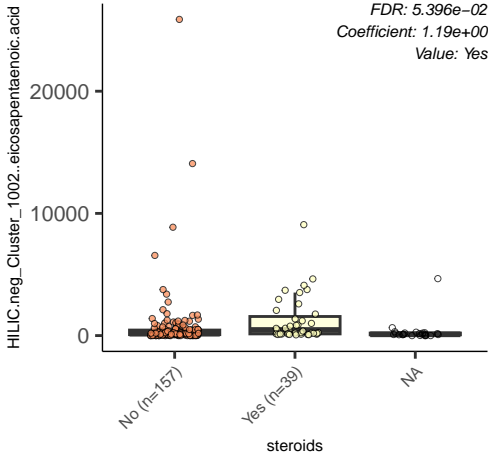 FDR: 5.396e−02
Coefficient: 1.19e+00
Value: Yes
HILIC.neg_Cluster_1002..eicosapentaenoic.acid
20000
10000
0
No (n=157)
Yes (n=39)
NA
steroids